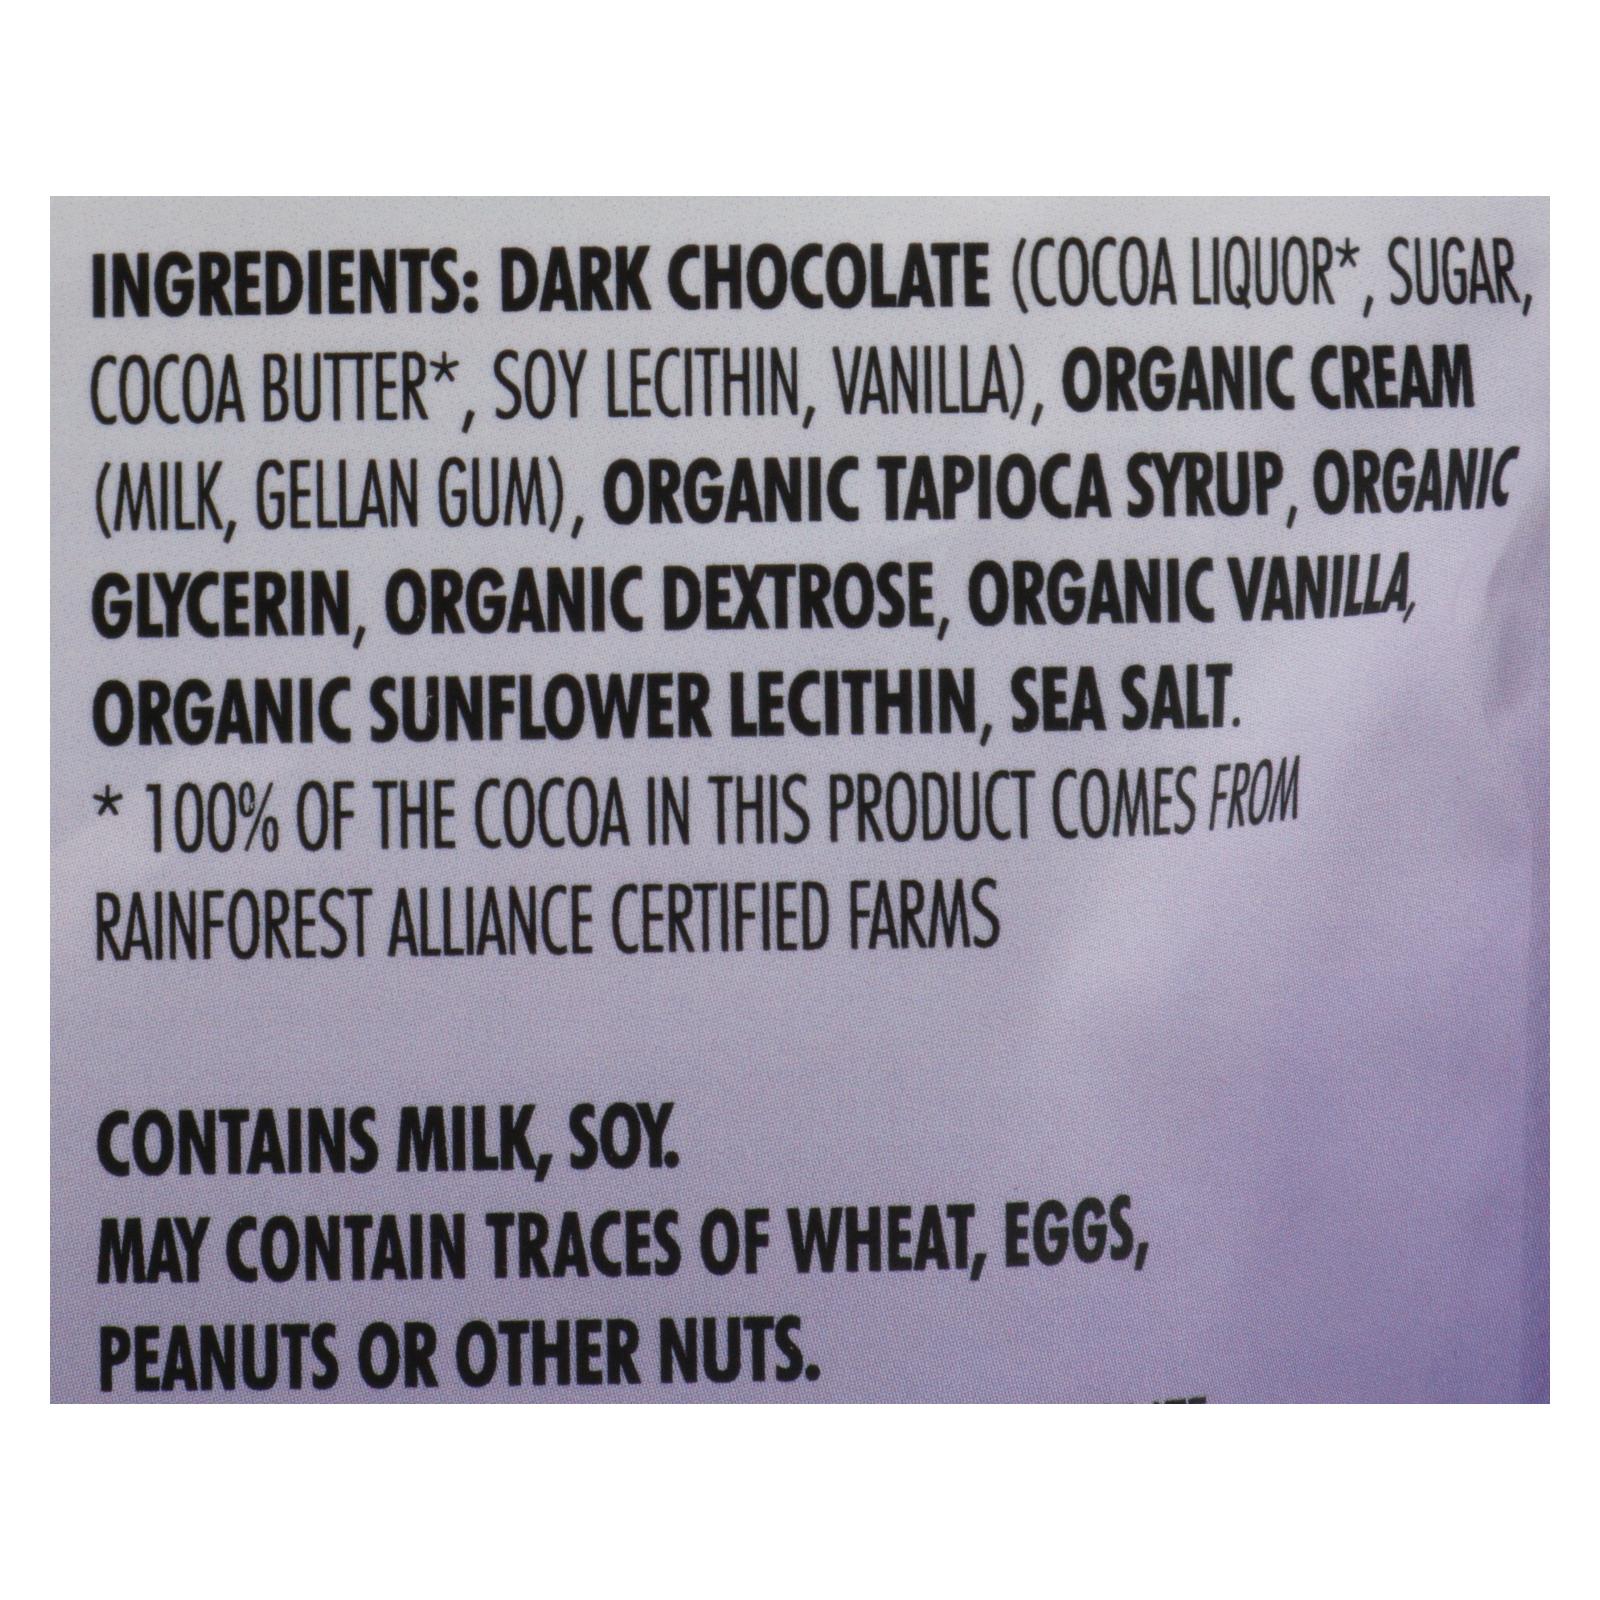 INGREDIENTS: DARK CHOCOLATE (COCOA LIQUOR*, SUGAR,
COCOA BUTTER*, SOY LECITHIN, VANILLA), ORGANIC CREAM
(MILK, GELLAN GUM), ORGANIC TAPIOCA SYRUP, ORGANIC
GLYCERIN, ORGANIC DEXTROSE, ORGANIC VANILLA,
ORGANIC SUNFLOWER LECITHIN, SEA SALT.
* 100% OF THE COCOA IN THIS PRODUCT COMES FROM
RAINFOREST ALLIANCE CERTIFIED FARMS
CONTAINS MILK, SOY.
MAY CONTAIN TRACES OF WHEAT, EGGS,
PEANUTS OR OTHER NUTS.